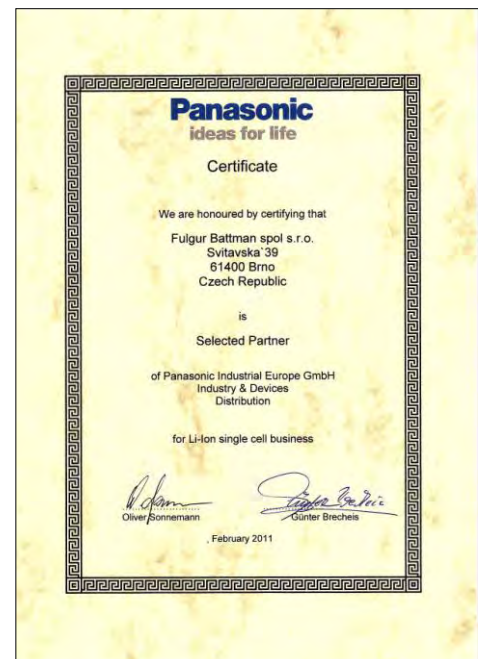 Panasonic
ideas for life
Certificate
We are honoured by certifying that
Fulgur Battman spol s.r.o.
Svitavska`39
61400 Brno
Czech Republic
is
Selected Partner
of Panasonic Industrial Europe GmbH
Industry & Devices
Distribution
for Li-Ion single cell business
Oliver Sonnemann Günter Brecheis
, February 2011